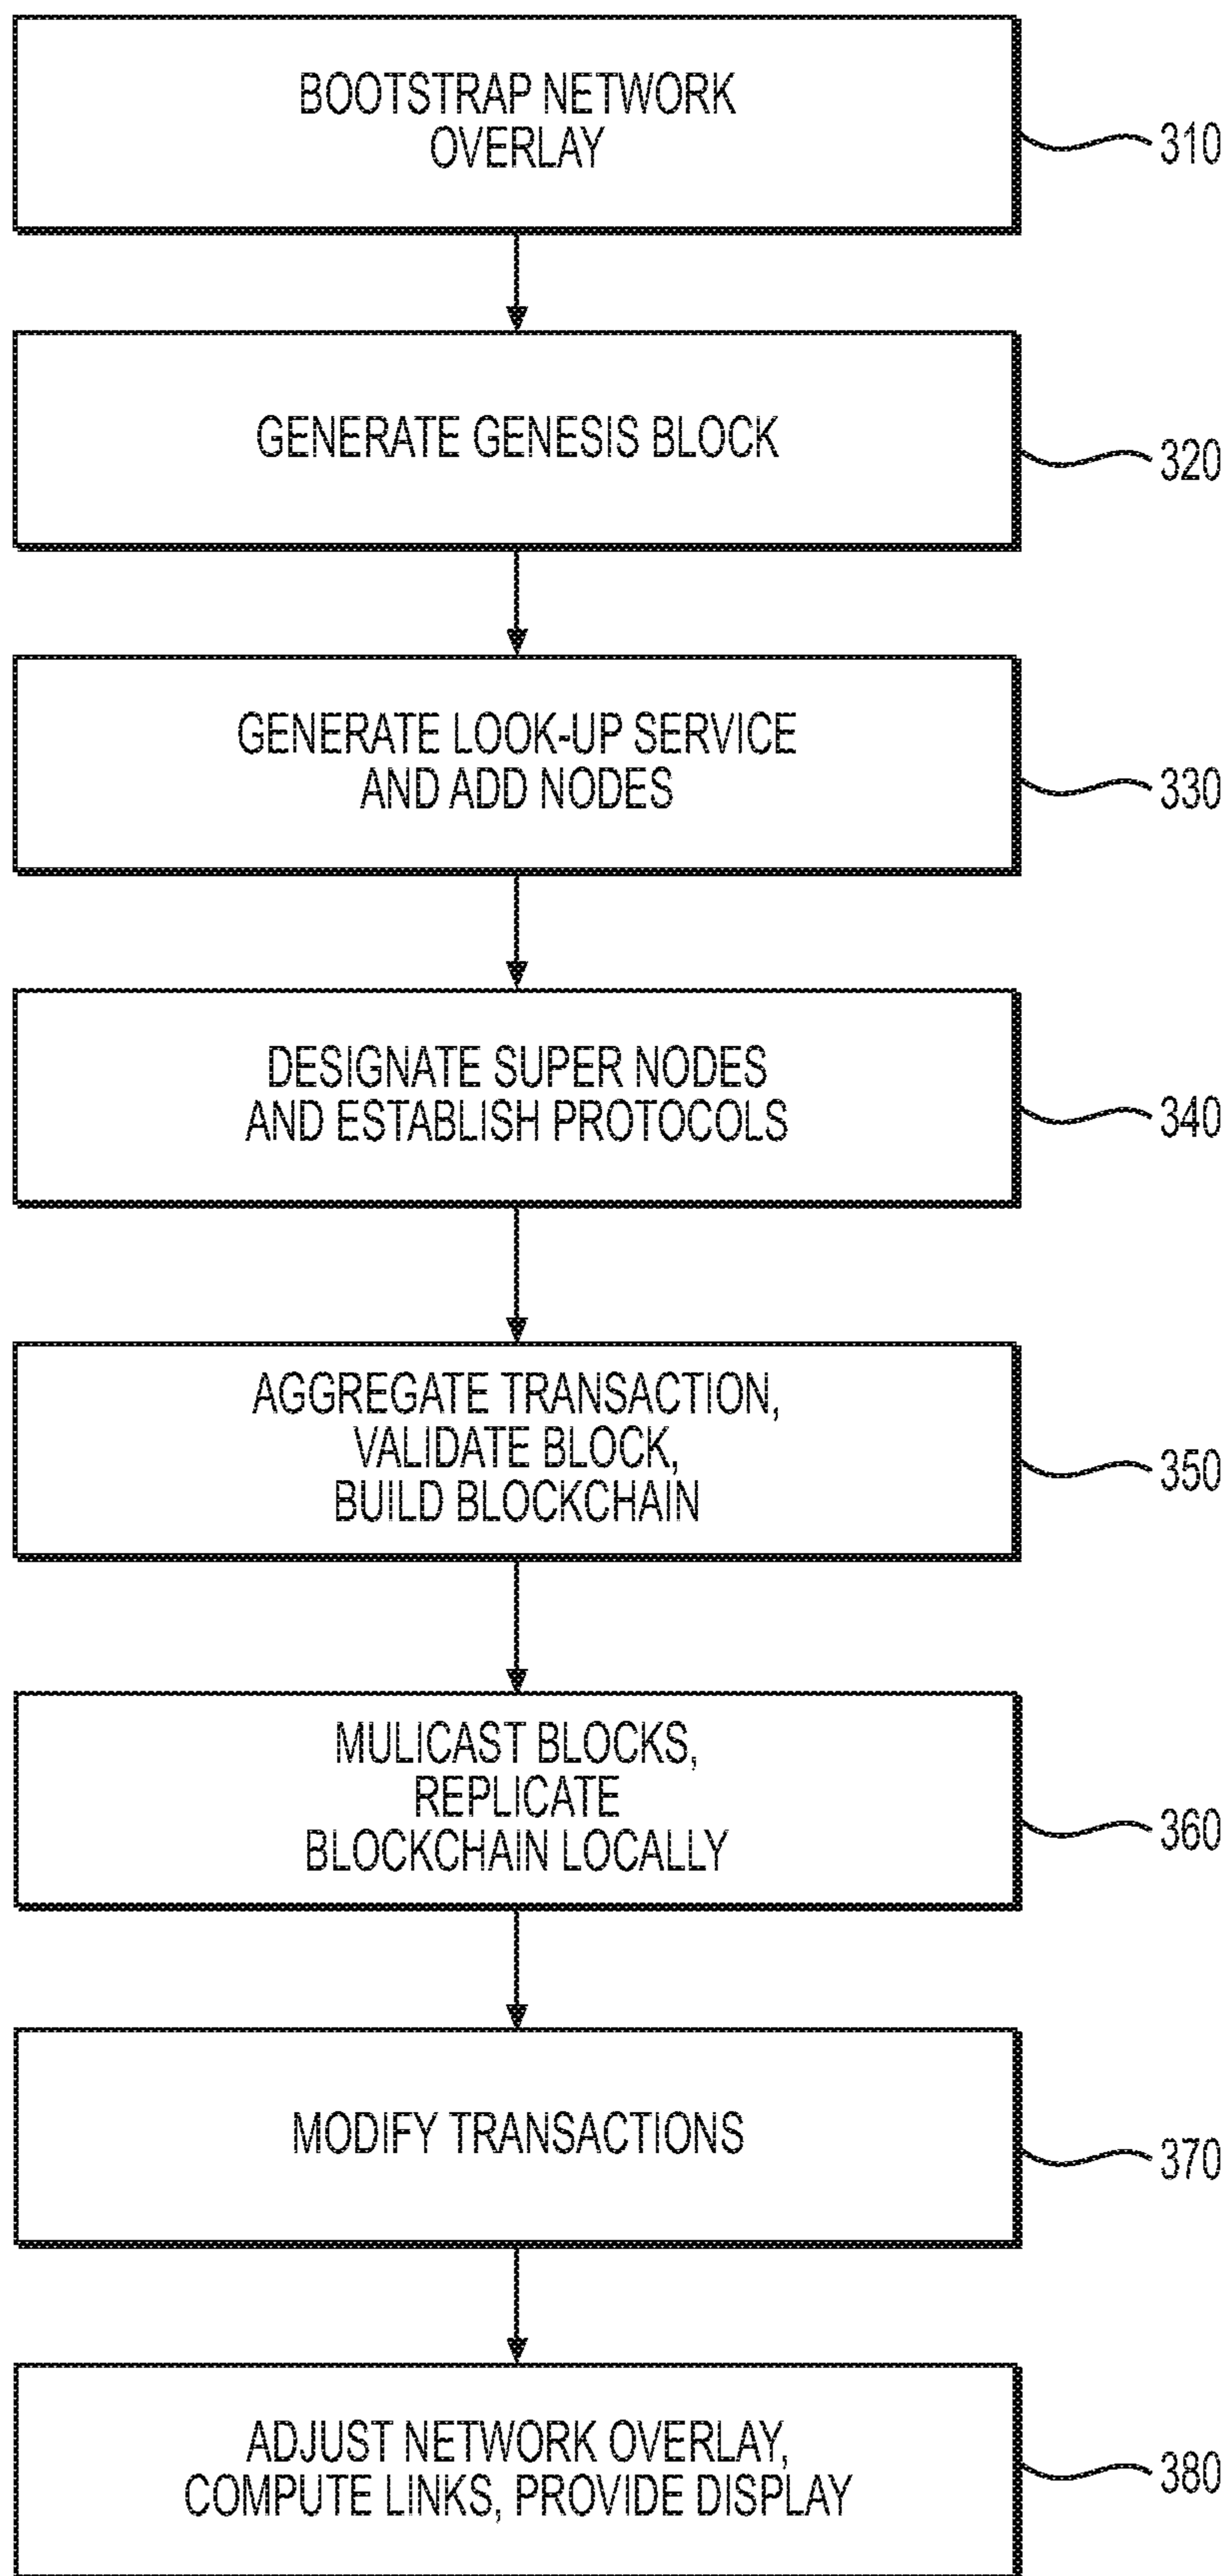 BOOTSTRAP NETWORK
OVERLAY
310
GENERATE GENESIS BLOCK
320
GENERATE LOOK-UP SERVICE
AND ADD NODES
330
DESIGNATE SUPER NODES
AND ESTABLISH PROTOCOLS
340
AGGREGATE TRANSACTION,
VALIDATE BLOCK,
BUILD BLOCKCHAIN
350
MULICAST BLOCKS,
REPLICATE
BLOCKCHAIN LOCALLY
360
MODIFY TRANSACTIONS
370
ADJUST NETWORK OVERLAY,
COMPUTE LINKS, PROVIDE DISPLAY
380